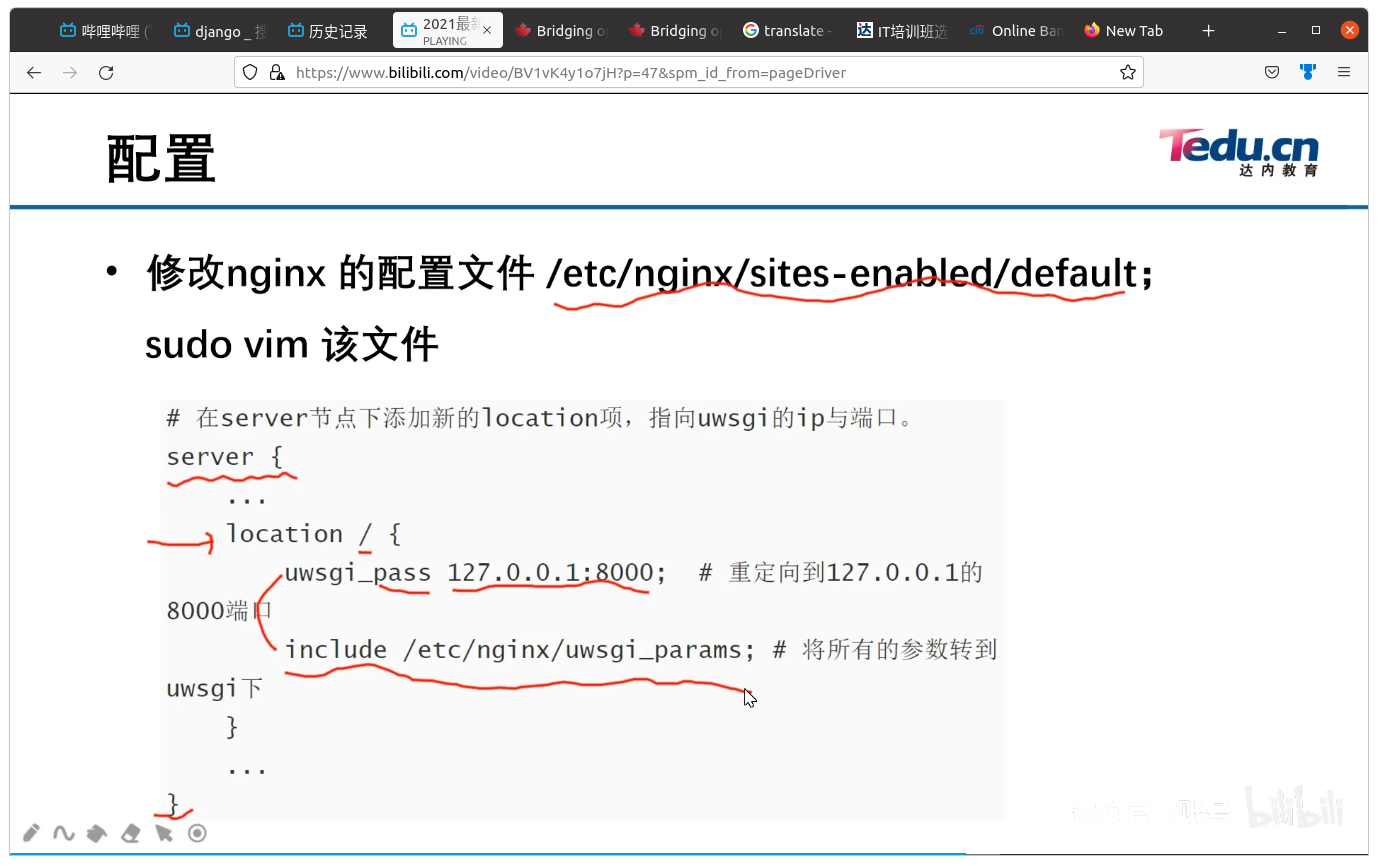 哔哩哔哩 (
django _ 搜
历史记录
2021最新
PLAYING
Bridging o
Bridging o
translate -
IT培训班选
Online Ban
New Tab
https://www.bilibili.com/video/BV1vK4y1o7jH?p=47&spm_id_from=pageDriver
配置
Tedu.cn
达内教育
• 修改nginx 的配置文件 /etc/nginx/sites-enabled/default;
sudo vim 该文件
# 在server节点下添加新的location项，指向uwsgi的ip与端口。
server {
...
location / {
uwsgi_pass 127.0.0.1:8000; # 重定向到127.0.0.1的
8000端口
include /etc/nginx/uwsgi_params; # 将所有的参数转到
uwsgi下
}
...
}
bilibili